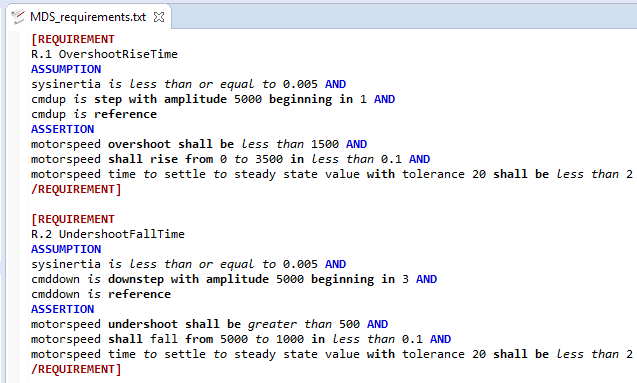 MDS_requirements.txt
[REQUIREMENT
R.1 OvershootRiseTime
ASSUMPTION
sysinertia is less than or equal to 0.005 AND
cmdup is step with amplitude 5000 beginning in 1 AND
cmdup is reference
ASSERTION
motorspeed overshoot shall be less than 1500 AND
motorspeed shall rise from 0 to 3500 in less than 0.1 AND
motorspeed time to settle to steady state value with tolerance 20 shall be less than 2
/REQUIREMENT]
[REQUIREMENT
R.2 UndershootFallTime
ASSUMPTION
sysinertia is less than or equal to 0.005 AND
cmddown is downstep with amplitude 5000 beginning in 3 AND
cmddown is reference
ASSERTION
motorspeed undershoot shall be greater than 500 AND
motorspeed shall fall from 5000 to 1000 in less than 0.1 AND
motorspeed time to settle to steady state value with tolerance 20 shall be less than 2
/REQUIREMENT]